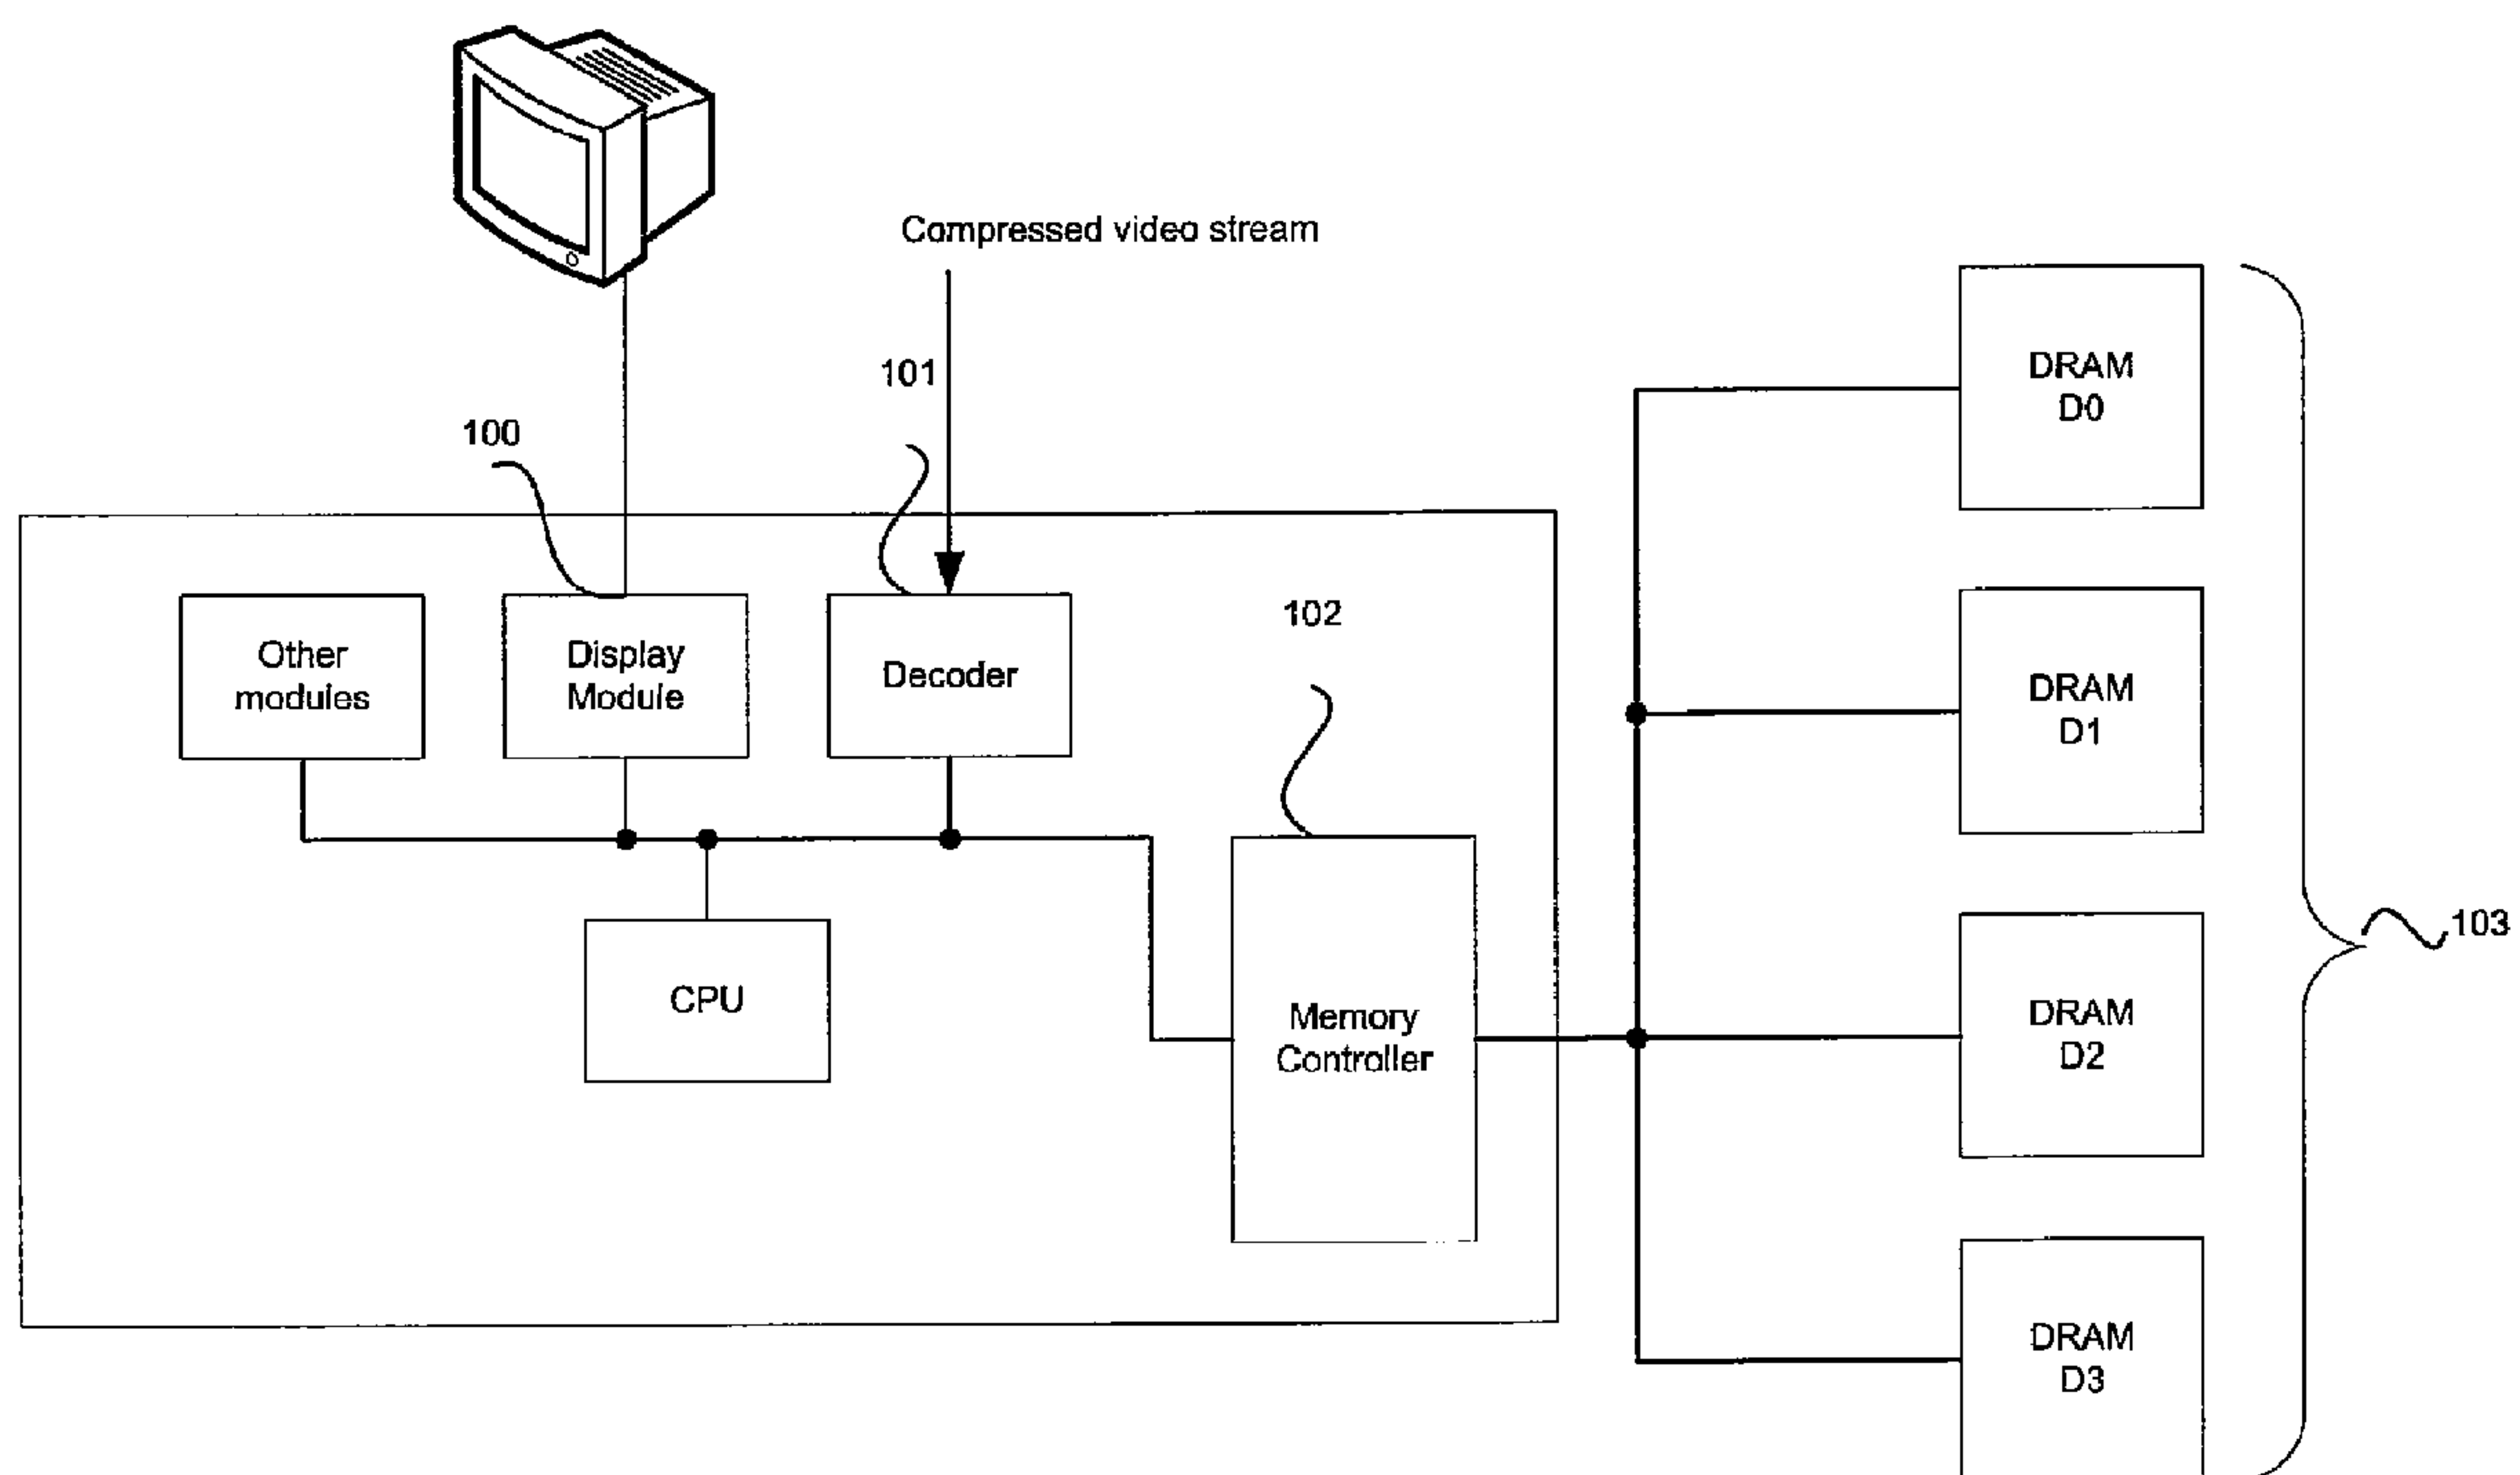 Compressed video stream
101
100
DRAM
D0
102
Other
modules
Display
Module
Decoder
DRAM
D1
103
CPU
Memory
Controller
DRAM
D2
DRAM
D3